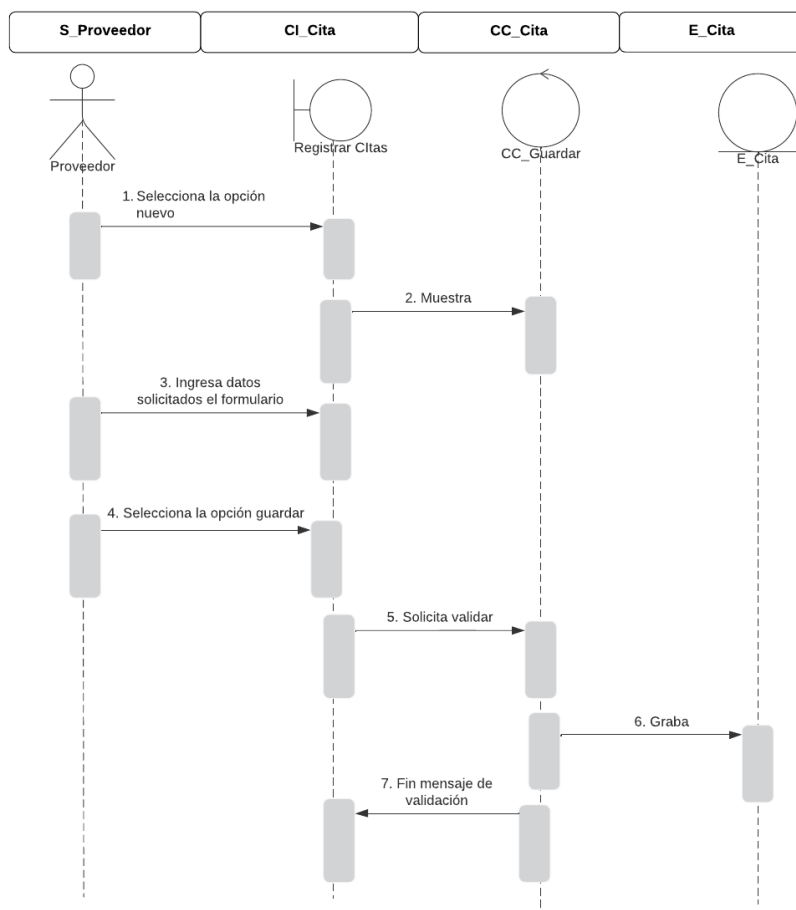 S_Proveedor
CI_Cita
CC_Cita
E_Cita
Proveedor
Registrar CItas
CC_Guardar
E_Cita
1. Selecciona la opción
nuevo
2. Muestra
3. Ingresa datos
solicitados el formulario
4. Selecciona la opción guardar
5. Solicita validar
6. Graba
7. Fin mensaje de
validación